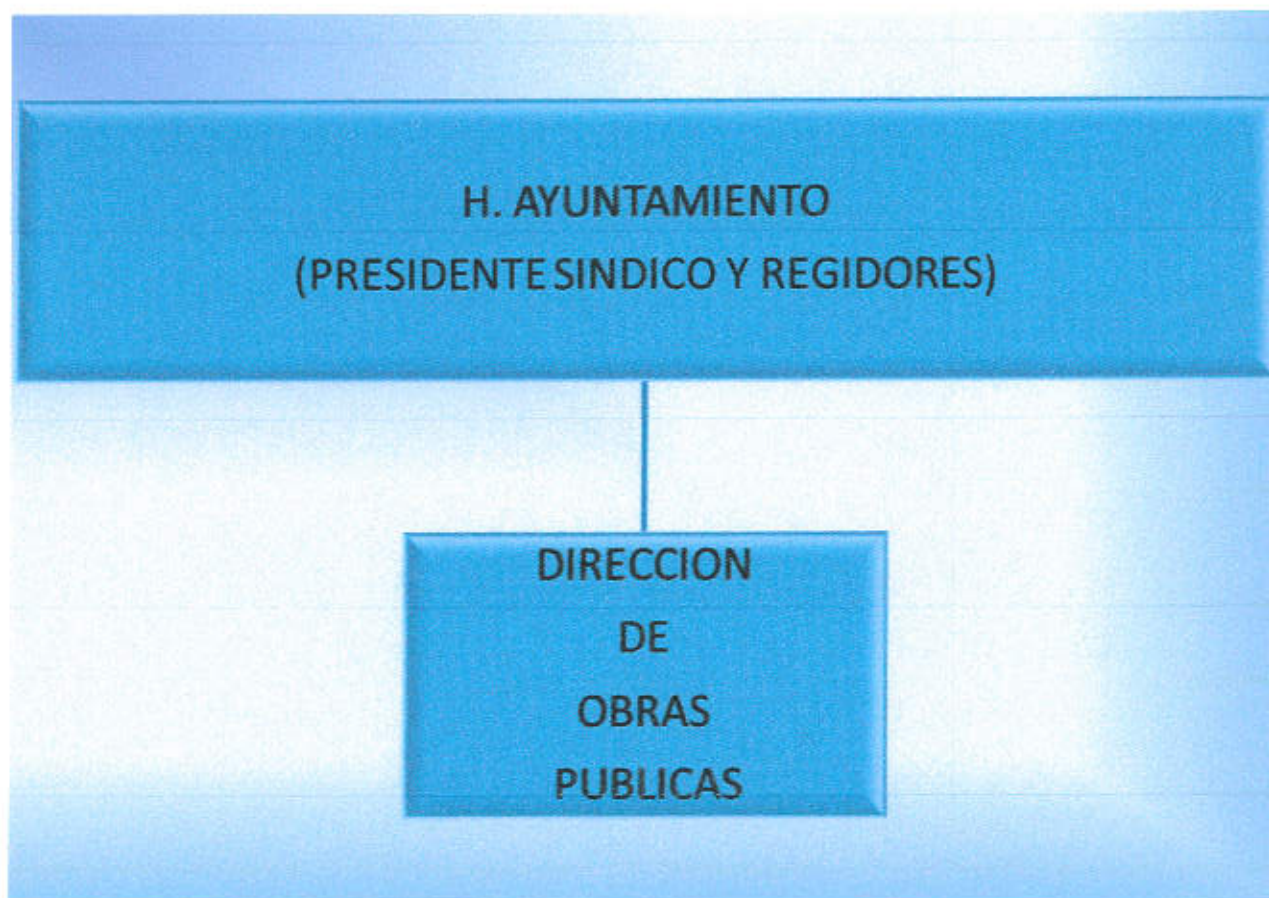 H. AYUNTAMIENTO
(PRESIDENTE SINDICO Y REGIDORES)
DIRECCION
DE
OBRAS
PUBLICAS